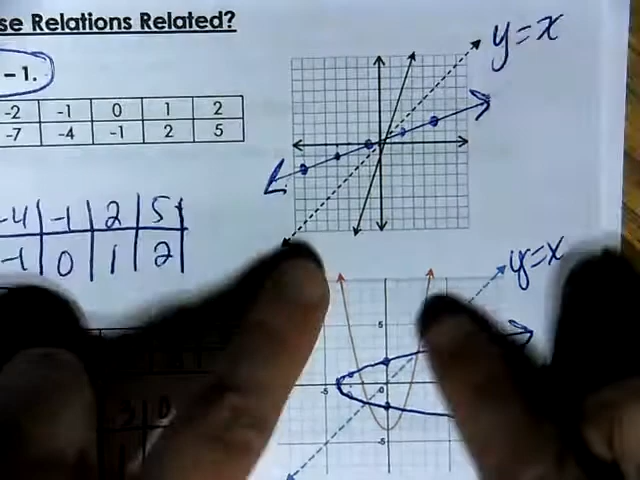 se Relations Related?
y=x
– 1.
-2 -1 0 1 2
-7 -4 -1 2 5
-4 -1 2 5
-1 0 1 2
y=x
5
-5
0
-5